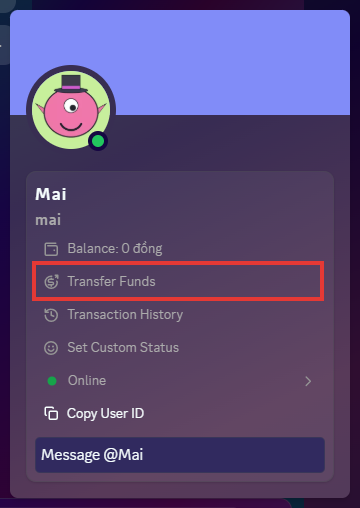 Mai
mai
Balance: 0 đồng
Transfer Funds
Transaction History
Set Custom Status
Online
Copy User ID
Message @Mai